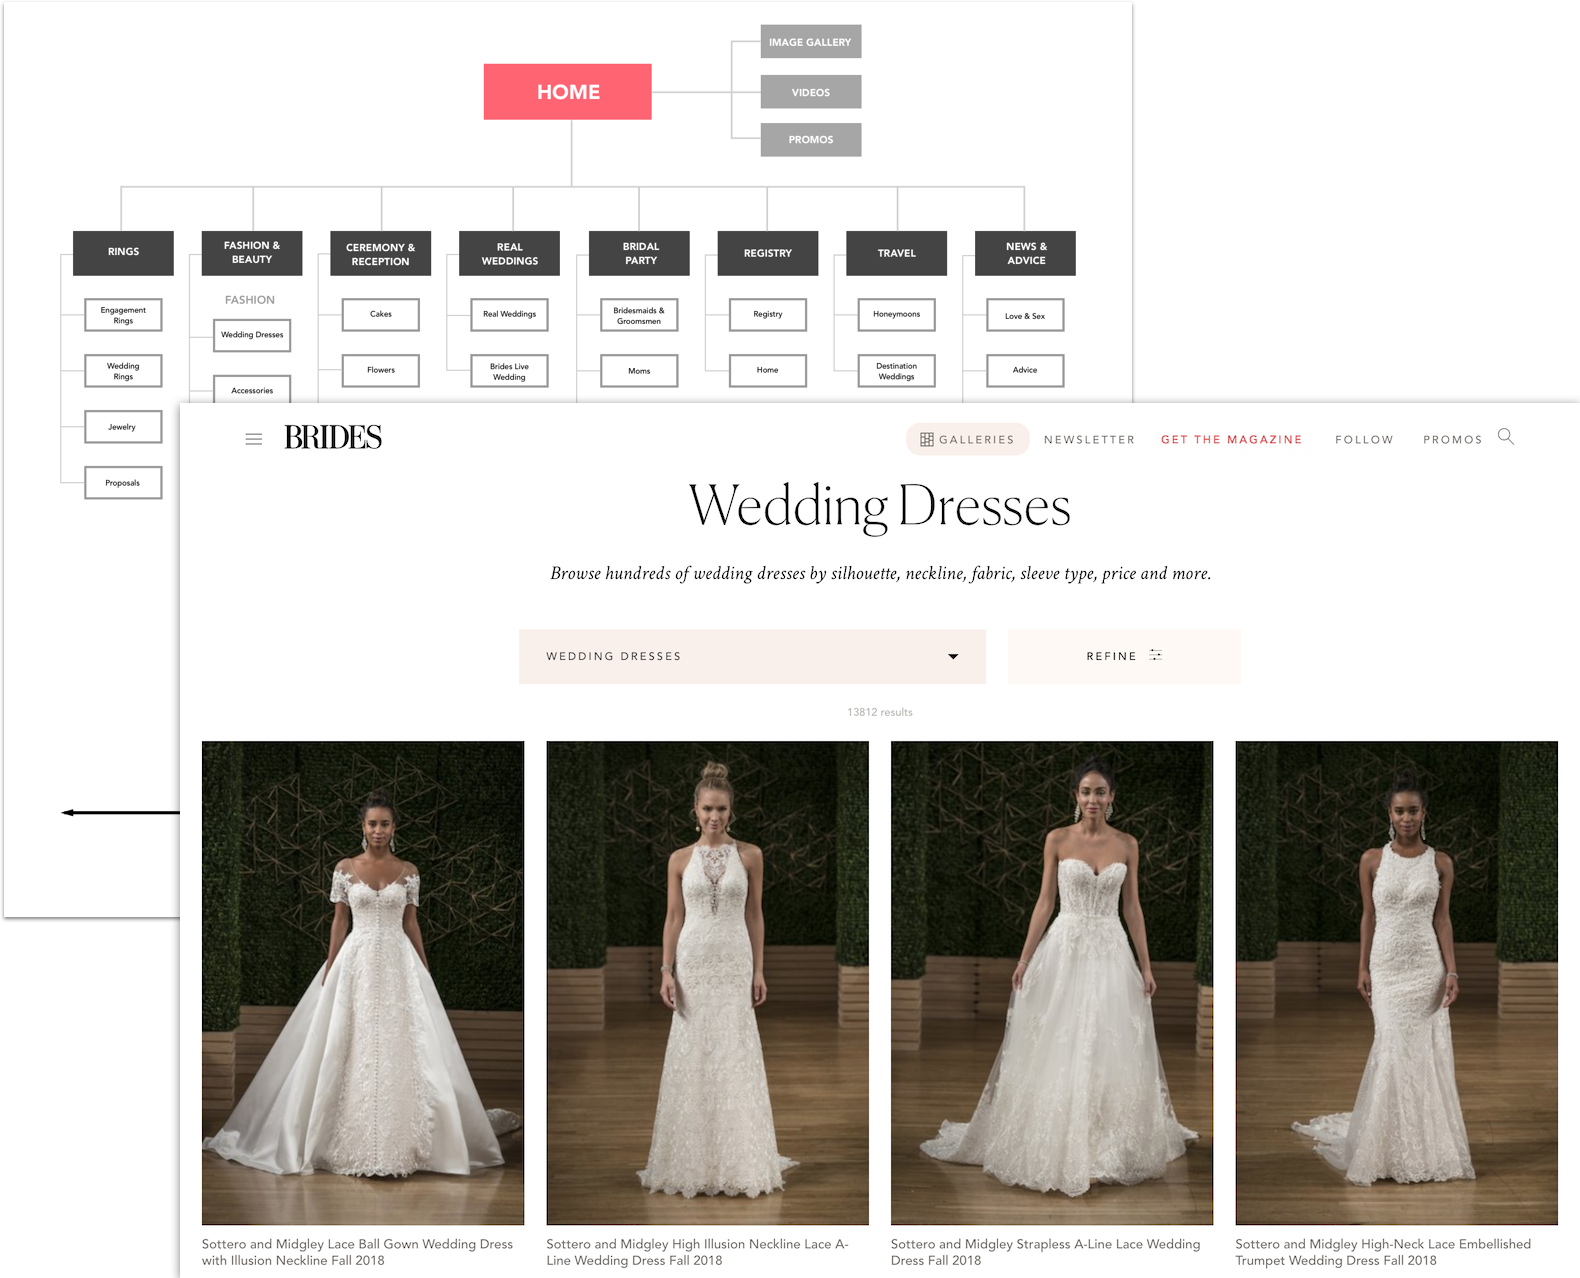 IMAGE GALLERY
HOME
VIDEOS
PROMOS
RINGS
FASHION &
BEAUTY
CEREMONY &
RECEPTION
REAL
WEDDINGS
BRIDAL
PARTY
REGISTRY
TRAVEL
NEWS &
ADVICE
Engagement
Rings
Wedding
Rings
Jewelry
Proposals
FASHION
Wedding Dresses
Accessories
Cakes
Flowers
Real Weddings
Brides Live
Wedding
Bridesmaids &
Groomsmen
Moms
Registry
Home
Honeymoons
Destination
Weddings
Love & Sex
Advice
BRIDES
GALLERIES
NEWSLETTER
GET THE MAGAZINE
FOLLOW
PROMOS
Wedding Dresses
Browse hundreds of wedding dresses by silhouette, neckline, fabric, sleeve type, price and more.
WEDDING DRESSES
REFINE
13812 results
Sottero and Midgley Lace Ball Gown Wedding Dress
with Illusion Neckline Fall 2018
Sottero and Midgley High Illusion Neckline Lace A-
Line Wedding Dress Fall 2018
Sottero and Midgley Strapless A-Line Lace Wedding
Dress Fall 2018
Sottero and Midgley High-Neck Lace Embellished
Trumpet Wedding Dress Fall 2018